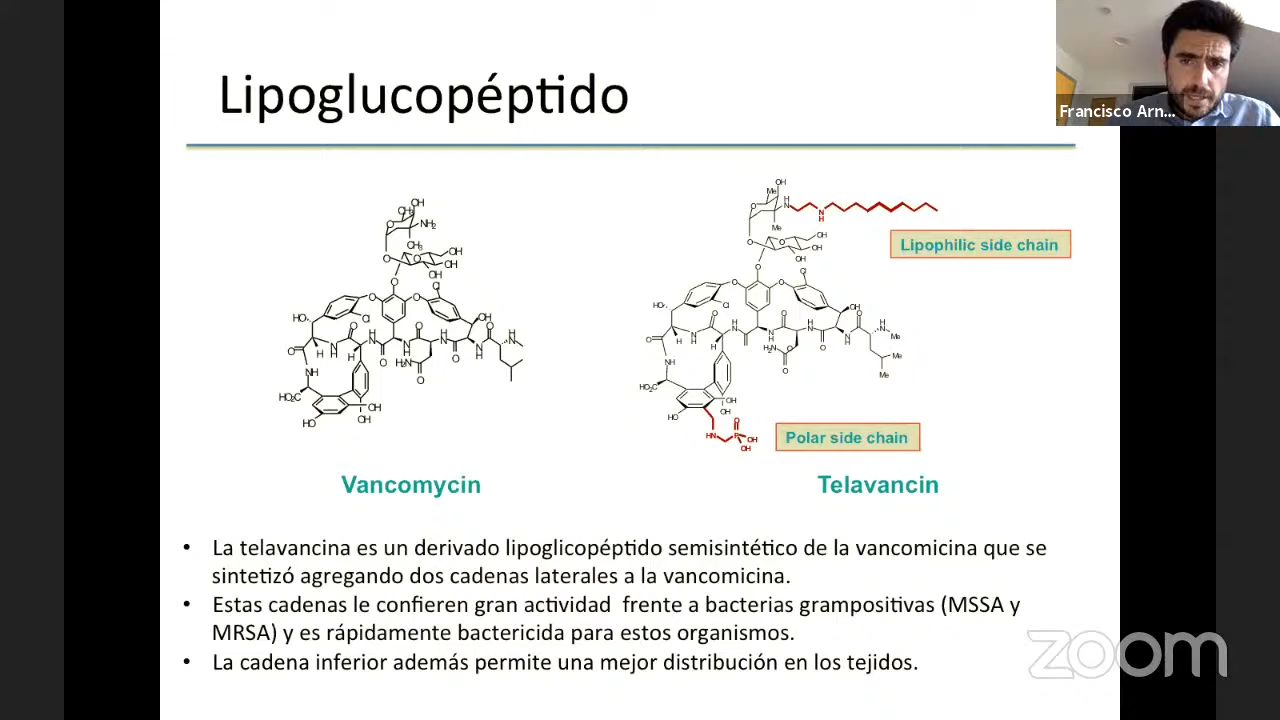 Lipoglucopéptido
Francisco Arn...
Lipophilic side chain
Polar side chain
Vancomycin
Telavancin
• La telavancina es un derivado lipoglicopéptido semisintético de la vancomicina que se
sintetizó agregando dos cadenas laterales a la vancomicina.
• Estas cadenas le confieren gran actividad  frente a bacterias grampositivas (MSSA y
MRSA) y es rápidamente bactericida para estos organismos.
• La cadena inferior además permite una mejor distribución en los tejidos.
zoom